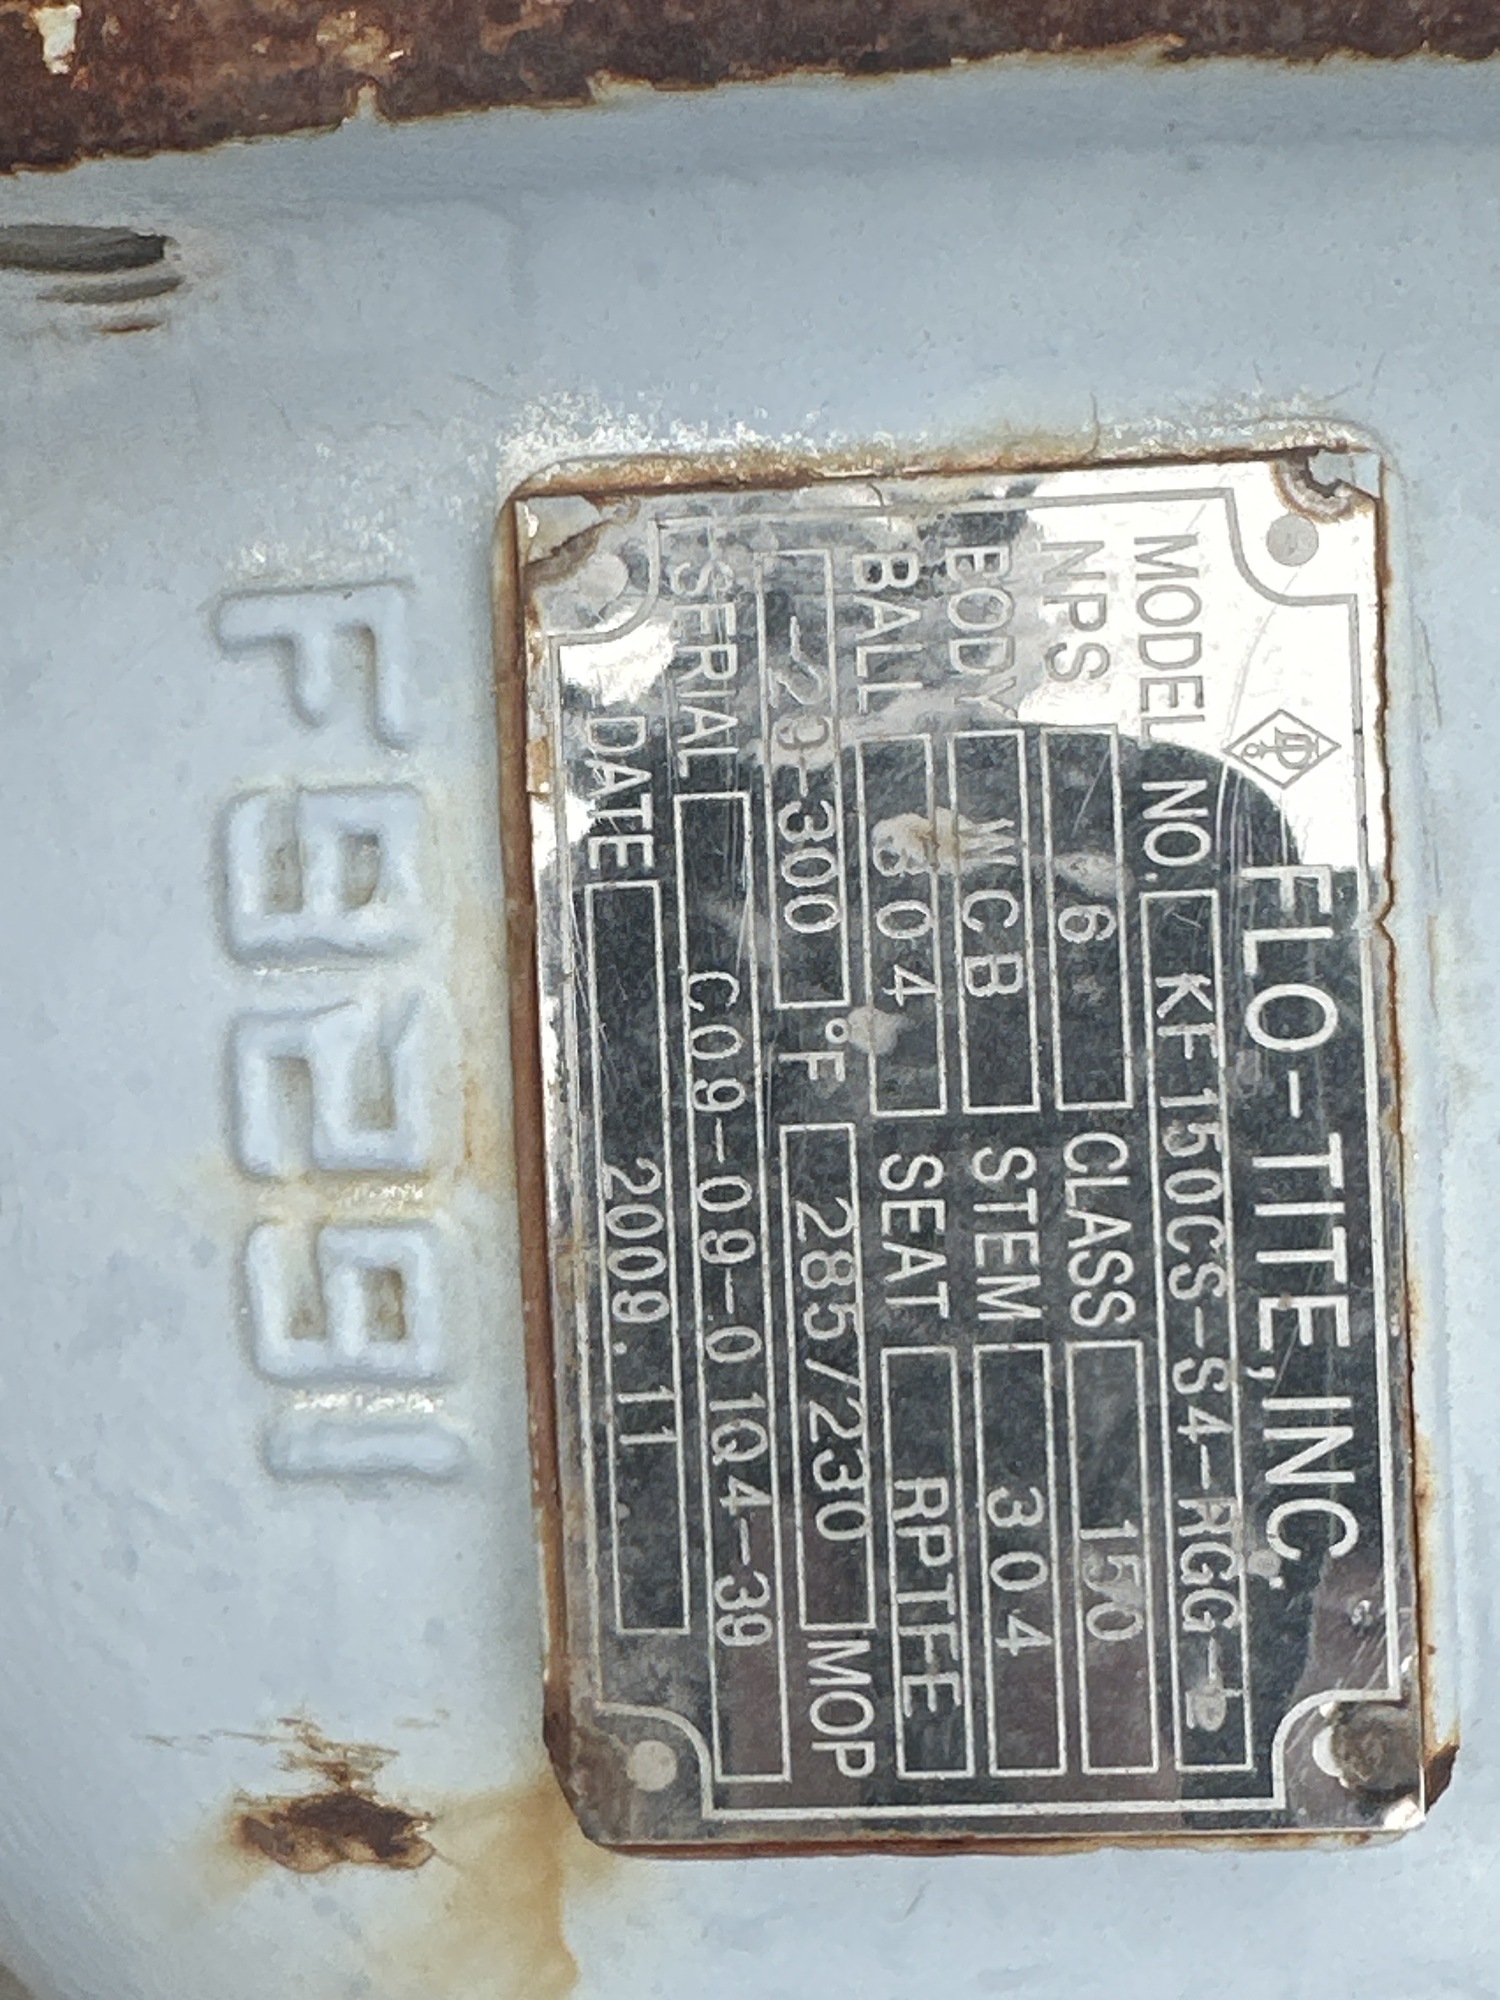 FLO-TITE, INC.
MODEL NO. KF150CS-S4-RGG-L
NPS 6 CLASS 150
BODY WCB STEM 304
BALL 304 SEAT RPTFE
-20-300 °F 285/230 MOP
SERIAL C09-09-01Q4-39
DATE 2009.11